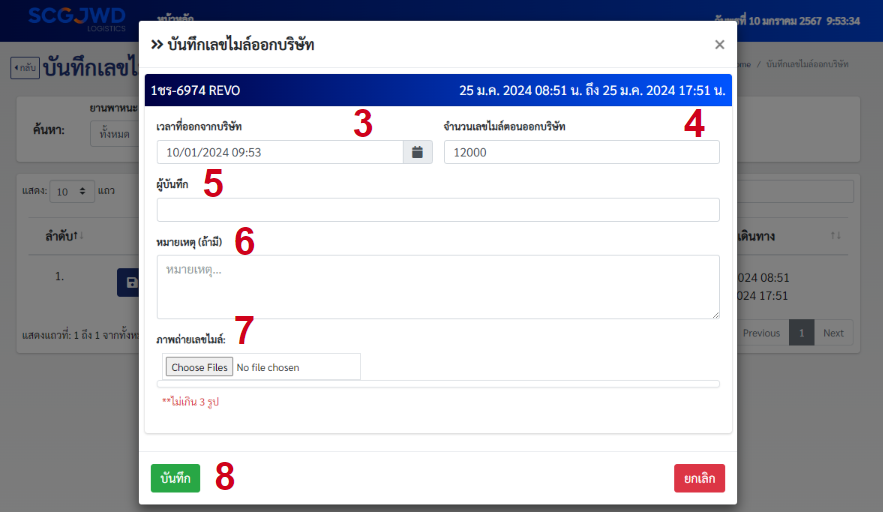 SCGJWD
LOGISTICS
หน้าหลัก
ที่ 10 มกราคม 2567 9:53:34
กลับ
บันทึกเลขไ
me / บันทึกเลขไมล์ออกบริษัท
ยานพาหนะ
ค้นหา:
ทั้งหมด
แสดง: 10 แถว
ลำดับ
เดินทาง
1.
024 08:51
024 17:51
แสดงแถวที่: 1 ถึง 1 จากทั้งห
Previous 1 Next
» บันทึกเลขไมล์ออกบริษัท ×
1ชร-6974 REVO 25 ม.ค. 2024 08:51 น. ถึง 25 ม.ค. 2024 17:51 น.
เวลาที่ออกจากบริษัท 3 จำนวนเลขไมล์ตอนออกบริษัท 4
10/01/2024 09:53 12000
ผู้บันทึก 5
หมายเหตุ (ถ้ามี) 6
หมายเหตุ...
ภาพถ่ายเลขไมล์: 7
Choose Files No file chosen
**ไม่เกิน 3 รูป
บันทึก 8 ยกเลิก